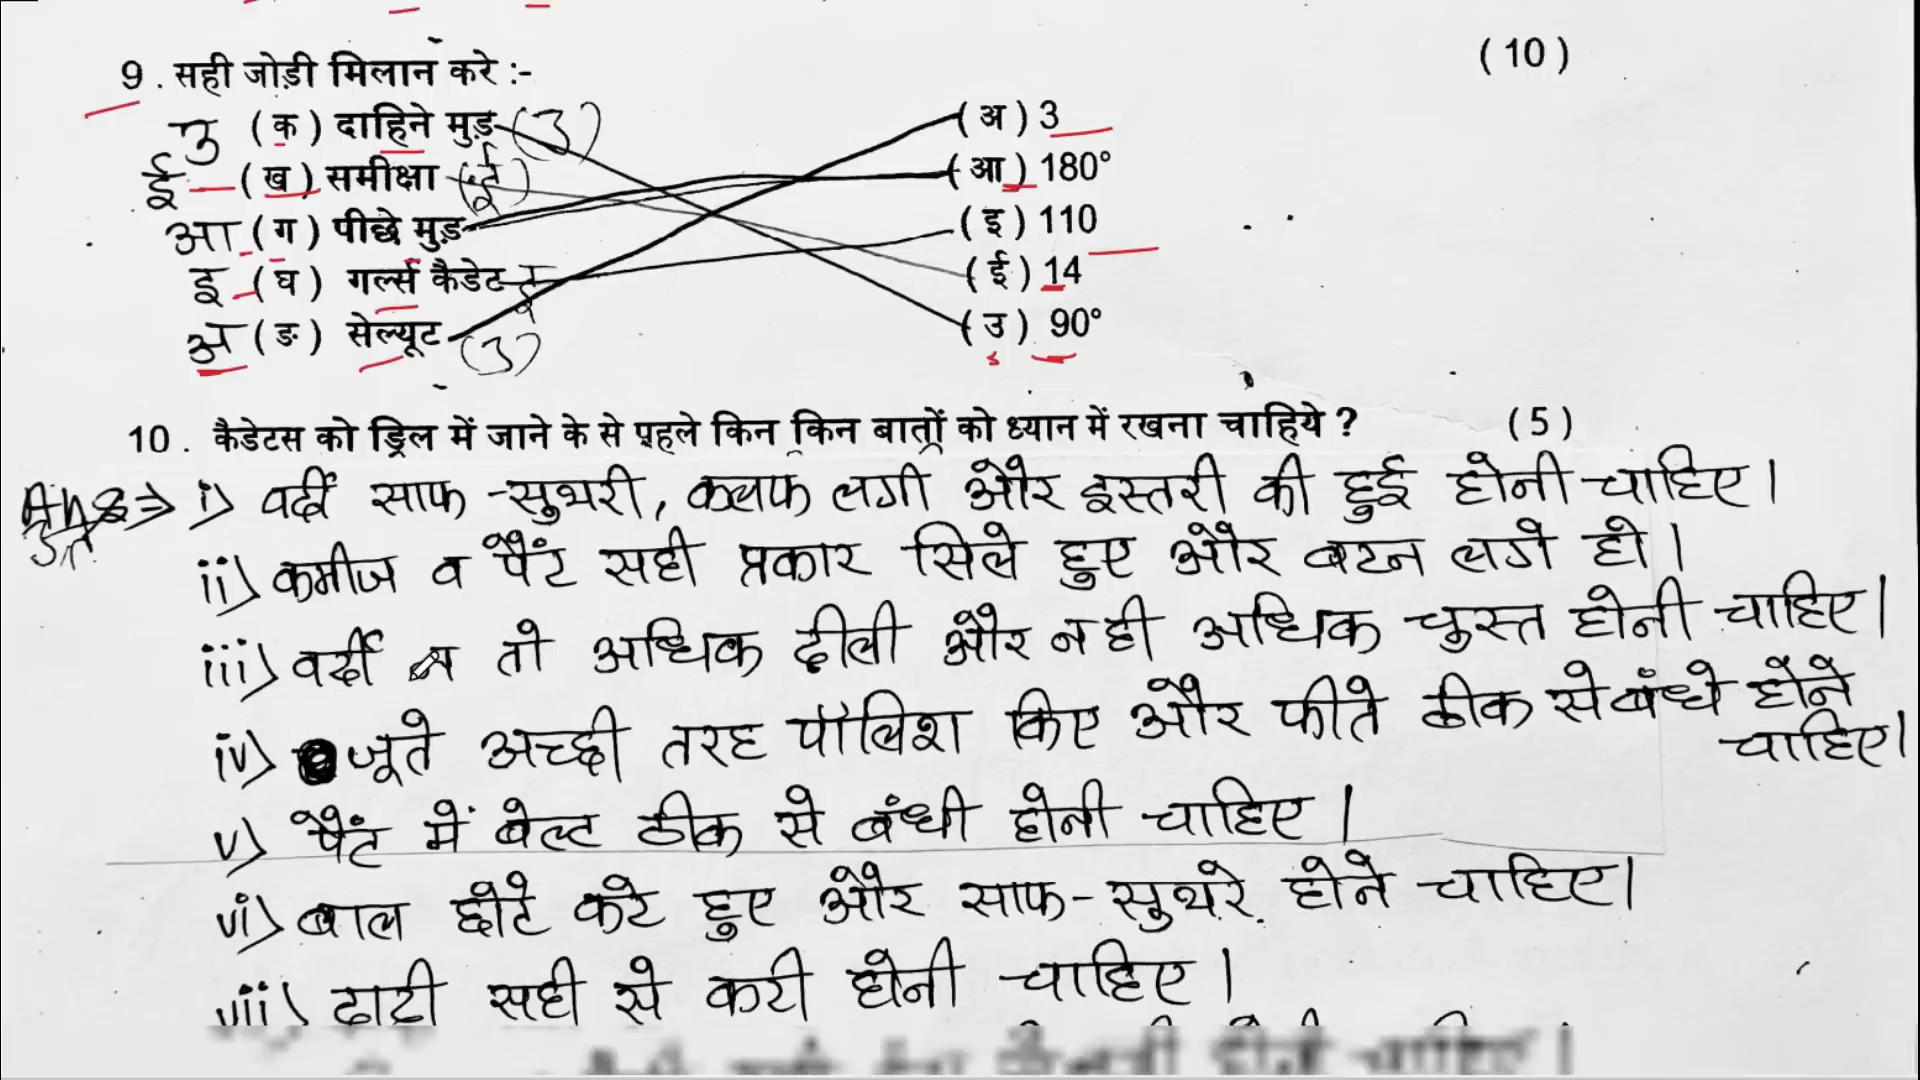 (10)
9. सही जोड़ी मिलान करे :-
उ (क) दाहिने मुड़ (उ) (अ) 3
ई (ख) समीक्षा (ई) (आ) 180°
आ (ग) पीछे मुड़ (इ) 110
इ (घ) गर्ल्स कैडेट इ (ई) 14
अ (ङ) सेल्यूट (उ) 90°
10. कैडेटस को ड्रिल में जाने के से पहले किन किन बातों को ध्यान में रखना चाहिये ? (5)
Ans⇒ i) वर्दी साफ-सुथरी, कलफ लगी और इस्तरी की हुई होनी चाहिए।
ii) कमीज व पैंट सही प्रकार सिले हुए और बटन लगे हो।
iii) वर्दी न तो अधिक ढीली और न ही अधिक चुस्त होनी चाहिए।
iv) जूते अच्छी तरह पॉलिश किए और फीते ठीक से बंधे होने
चाहिए।
v) पैंट में बेल्ट ठीक से बंधी होनी चाहिए।
vi) बाल छोटे कटे हुए और साफ-सुथरे होने चाहिए।
vii) दाढ़ी सही से कटी होनी चाहिए।